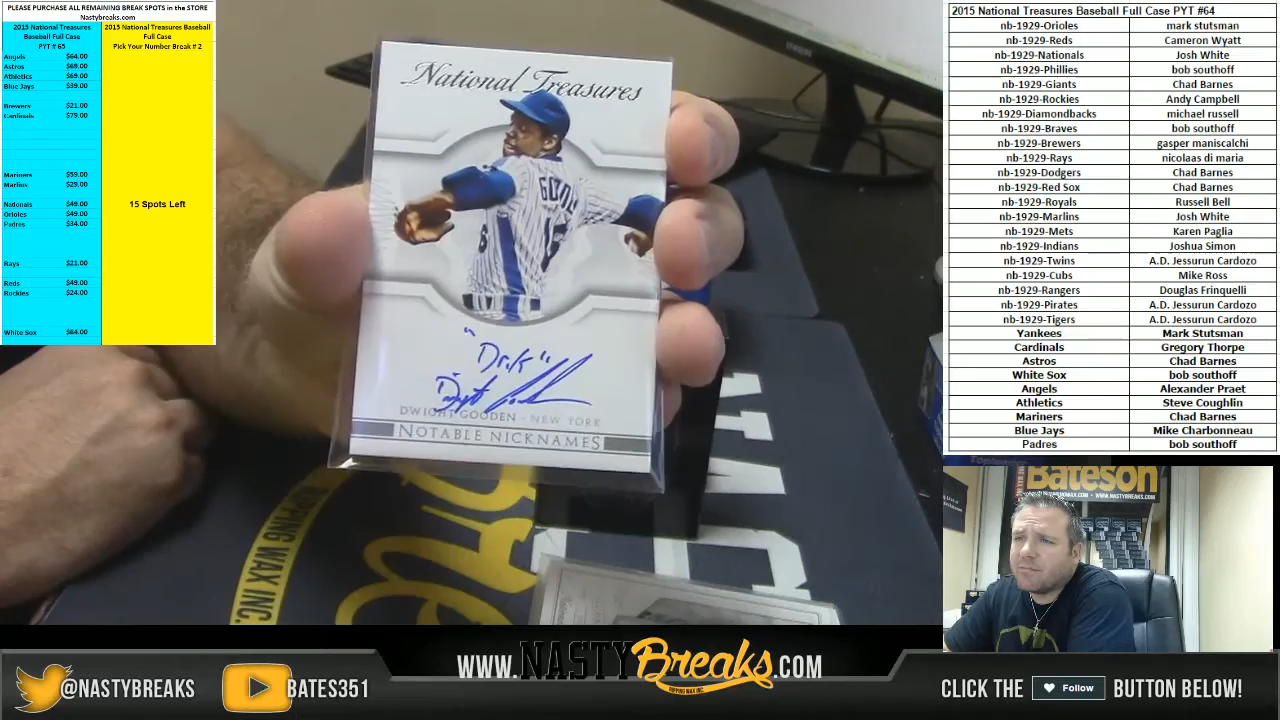 PLEASE PURCHASE ALL REMAINING BREAK SPOTS in the STORE
Nastybreaks.com
2015 National Treasures
Baseball Full Case
PYT # 65
Angels $64.00
Astros $69.00
Athletics $69.00
Blue Jays $39.00
Brewers $21.00
Cardinals $79.00
Mariners $59.00
Marlins $29.00
Nationals $49.00
Orioles $49.00
Padres $34.00
Rays $21.00
Reds $49.00
Rockies $24.00
White Sox $64.00
2015 National Treasures Baseball
Full Case
Pick Your Number Break # 2
15 Spots Left
National Treasures
GOODEN
16
"Doc"
Dwight Gooden
DWIGHT GOODEN - NEW YORK
NOTABLE NICKNAMES
RIPPING WAX INC.
2015 National Treasures Baseball Full Case PYT #64
nb-1929-Orioles mark stutsman
nb-1929-Reds Cameron Wyatt
nb-1929-Nationals Josh White
nb-1929-Phillies bob southoff
nb-1929-Giants Chad Barnes
nb-1929-Rockies Andy Campbell
nb-1929-Diamondbacks michael russell
nb-1929-Braves bob southoff
nb-1929-Brewers gasper maniscalchi
nb-1929-Rays nicolaas di maria
nb-1929-Dodgers Chad Barnes
nb-1929-Red Sox Chad Barnes
nb-1929-Royals Russell Bell
nb-1929-Marlins Josh White
nb-1929-Mets Karen Paglia
nb-1929-Indians Joshua Simon
nb-1929-Twins A.D. Jessurun Cardozo
nb-1929-Cubs Mike Ross
nb-1929-Rangers Douglas Frinquelli
nb-1929-Pirates A.D. Jessurun Cardozo
nb-1929-Tigers A.D. Jessurun Cardozo
Yankees Mark Stutsman
Cardinals Gregory Thorpe
Astros Chad Barnes
White Sox bob southoff
Angels Alexander Praet
Athletics Steve Coughlin
Mariners Chad Barnes
Blue Jays Mike Charbonneau
Padres bob southoff
Bateson
@NASTYBREAKS
BATES351
WWW.NASTYBreaks.COM
RIPPING WAX INC.
CLICK THE Follow BUTTON BELOW!